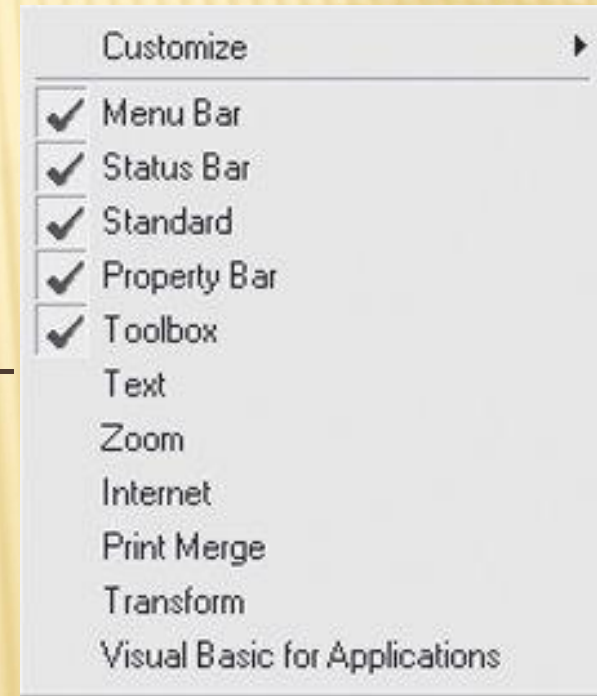 Customize
Menu Bar
Status Bar
Standard
Property Bar
Toolbox
Text
Zoom
Internet
Print Merge
Transform
Visual Basic for Applications